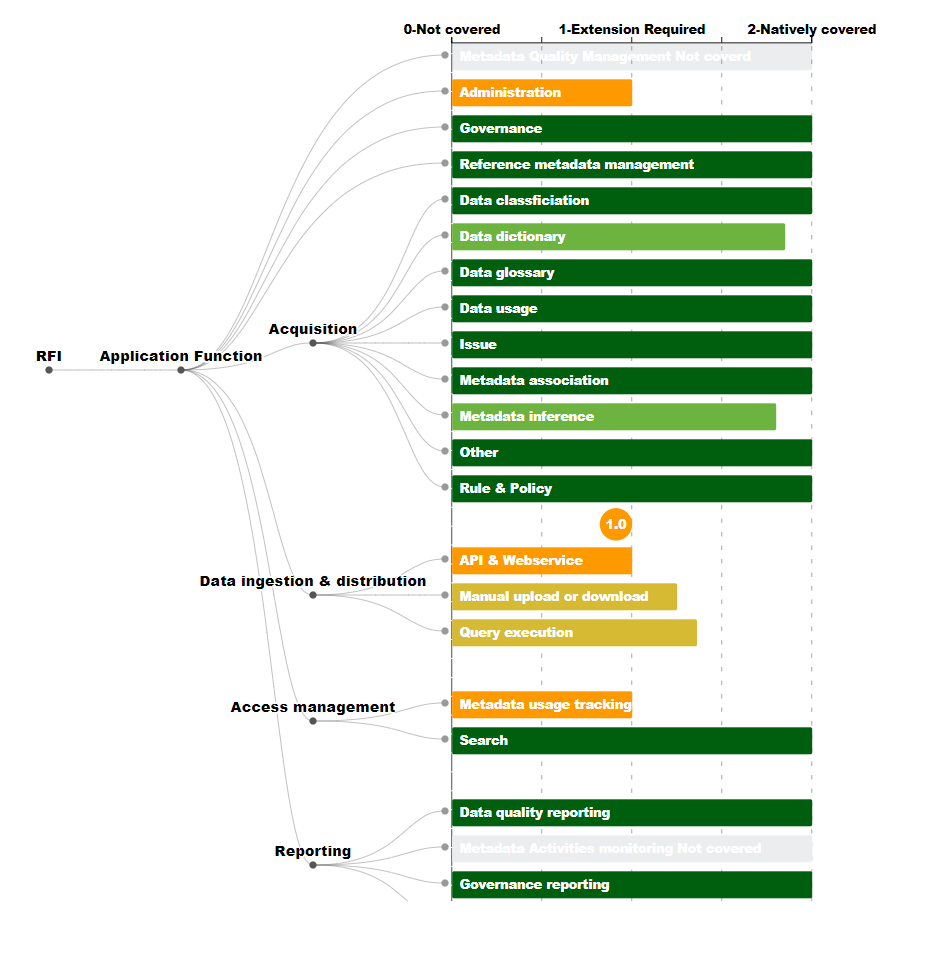 0-Not covered 1-Extension Required 2-Natively covered
Metadata Quality Management Not coverd
Administration
Governance
Reference metadata management
Data classficiation
Data dictionary
Data glossary
Data usage
Acquisition
Issue
RFI
Application Function
Metadata association
Metadata inference
Other
Rule & Policy
1.0
API & Webservice
Data ingestion & distribution
Manual upload or download
Query execution
Metadata usage tracking
Access management
Search
Data quality reporting
Metadata Activities monitoring Not covered
Reporting
Governance reporting